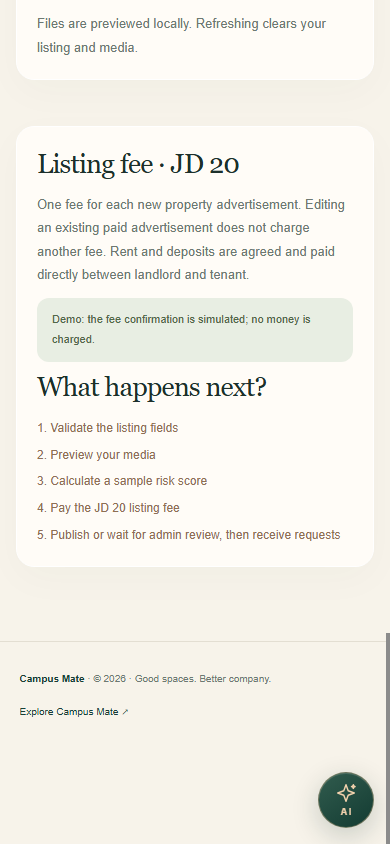 Files are previewed locally. Refreshing clears your
listing and media.
Listing fee · JD 20
One fee for each new property advertisement. Editing
an existing paid advertisement does not charge
another fee. Rent and deposits are agreed and paid
directly between landlord and tenant.
Demo: the fee confirmation is simulated; no money is
charged.
What happens next?
1. Validate the listing fields
2. Preview your media
3. Calculate a sample risk score
4. Pay the JD 20 listing fee
5. Publish or wait for admin review, then receive requests
Campus Mate · © 2026 · Good spaces. Better company.
Explore Campus Mate ↗
AI